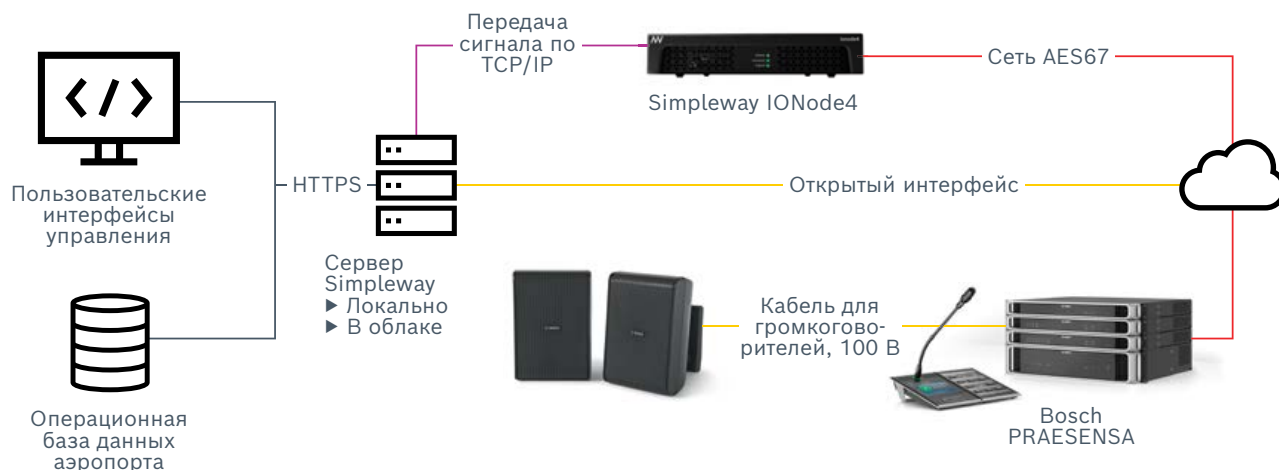 Передача
сигнала по
TCP/IP
Simpleway IONode4
Сеть AES67
Пользовательские
интерфейсы
управления
HTTPS
Открытый интерфейс
Сервер
Simpleway
▶ Локально
▶ В облаке
Кабель для
громкогово-
рителей, 100 В
Bosch
PRAESENSA
Операционная
база данных
аэропорта